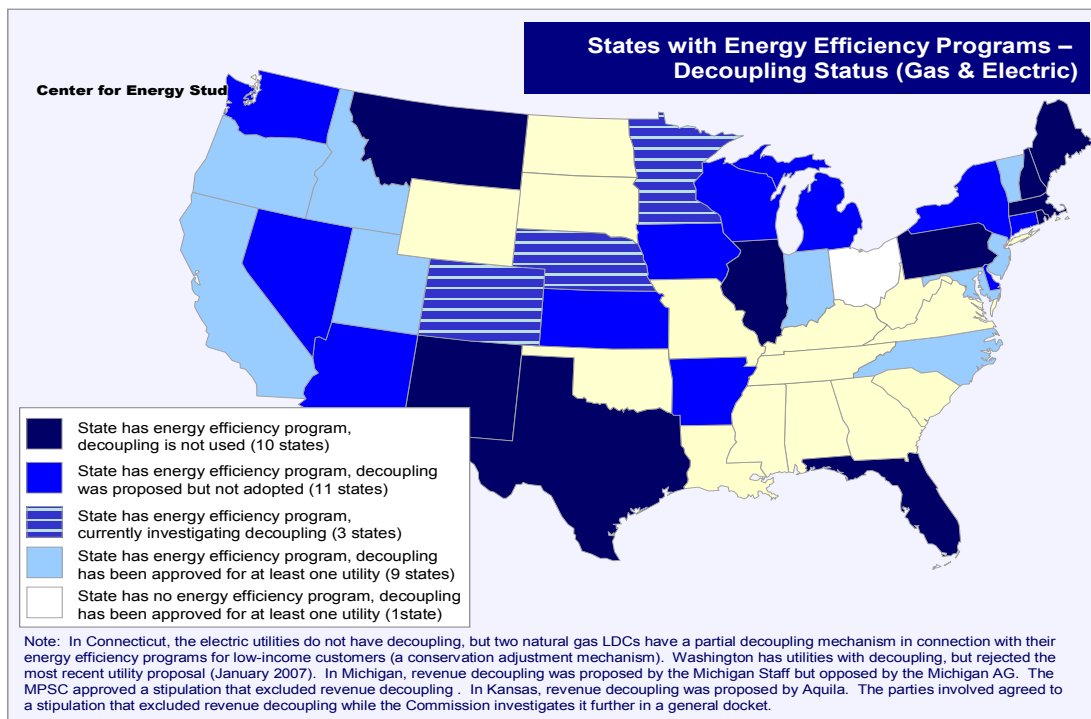 States with Energy Efficiency Programs –
Decoupling Status (Gas & Electric)
Center for Energy Stud
State has energy efficiency program,
decoupling is not used (10 states)
State has energy efficiency program, decoupling
was proposed but not adopted (11 states)
State has energy efficiency program,
currently investigating decoupling (3 states)
State has energy efficiency program, decoupling
has been approved for at least one utility (9 states)
State has no energy efficiency program, decoupling
has been approved for at least one utility (1state)
Note: In Connecticut, the electric utilities do not have decoupling, but two natural gas LDCs have a partial decoupling mechanism in connection with their
energy efficiency programs for low-income customers (a conservation adjustment mechanism). Washington has utilities with decoupling, but rejected the
most recent utility proposal (January 2007). In Michigan, revenue decoupling was proposed by the Michigan Staff but opposed by the Michigan AG. The
MPSC approved a stipulation that excluded revenue decoupling . In Kansas, revenue decoupling was proposed by Aquila. The parties involved agreed to
a stipulation that excluded revenue decoupling while the Commission investigates it further in a general docket.